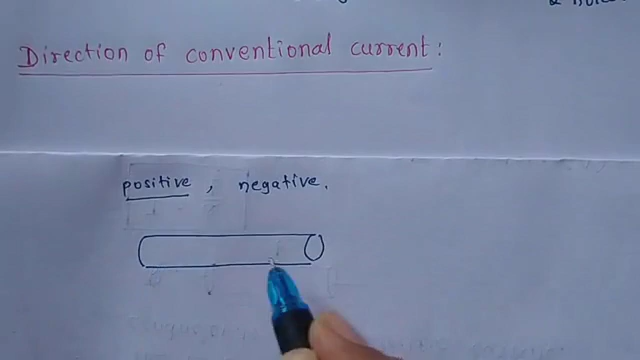 Direction of conventional current :
positive , negative.